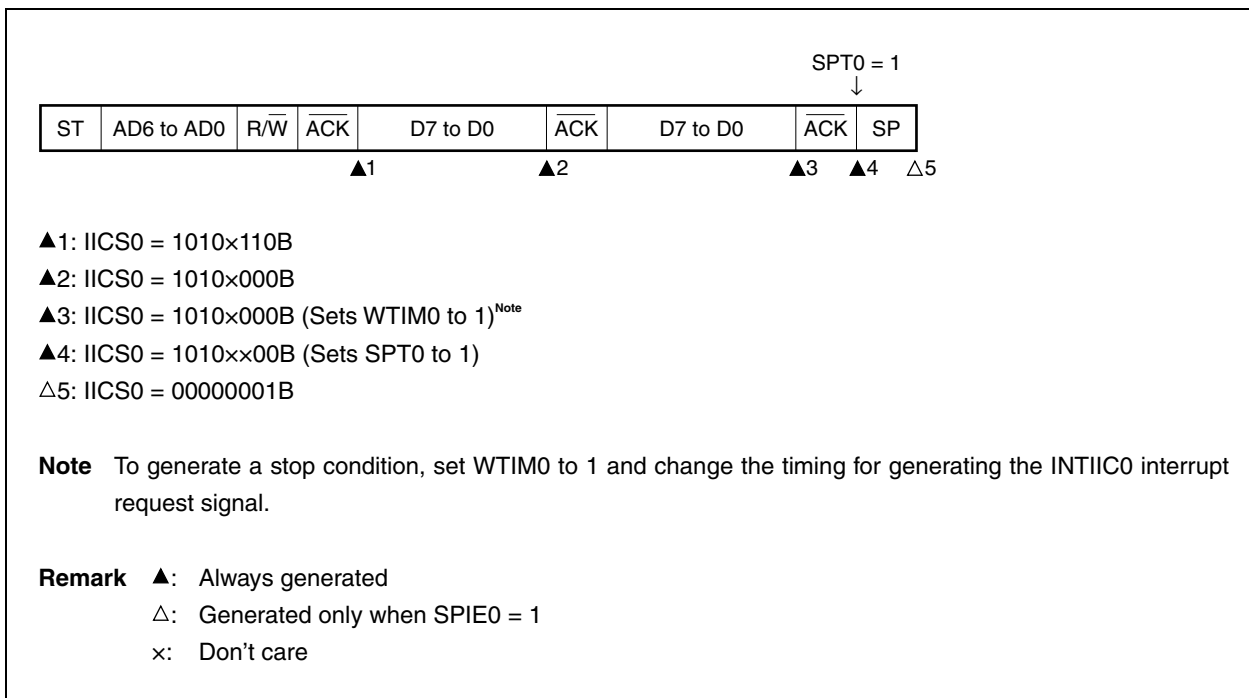 SPT0 = 1
↓
ST AD6 to AD0 R/W̅ A̅C̅K̅ D7 to D0 A̅C̅K̅ D7 to D0 A̅C̅K̅ SP
▲1 ▲2 ▲3 ▲4 △5
▲1: IICS0 = 1010×110B
▲2: IICS0 = 1010×000B
▲3: IICS0 = 1010×000B (Sets WTIM0 to 1)Note
▲4: IICS0 = 1010××00B (Sets SPT0 to 1)
△5: IICS0 = 00000001B
Note To generate a stop condition, set WTIM0 to 1 and change the timing for generating the INTIIC0 interrupt
request signal.
Remark ▲: Always generated
△: Generated only when SPIE0 = 1
×: Don't care